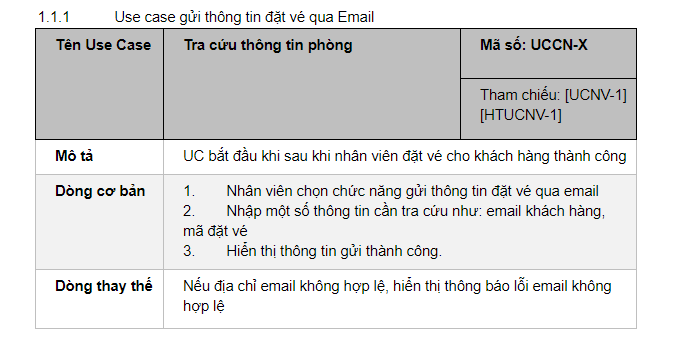 1.1.1 Use case gửi thông tin đặt vé qua Email
Tên Use Case
Tra cứu thông tin phòng
Mã số: UCCN-X
Tham chiếu: [UCNV-1]
[HTUCNV-1]
Mô tả
UC bắt đầu khi sau khi nhân viên đặt vé cho khách hàng thành công
Dòng cơ bản
1. Nhân viên chọn chức năng gửi thông tin đặt vé qua email
2. Nhập một số thông tin cần tra cứu như: email khách hàng,
mã đặt vé
3. Hiển thị thông tin gửi thành công.
Dòng thay thế
Nếu địa chỉ email không hợp lệ, hiển thị thông báo lỗi email không
hợp lệ